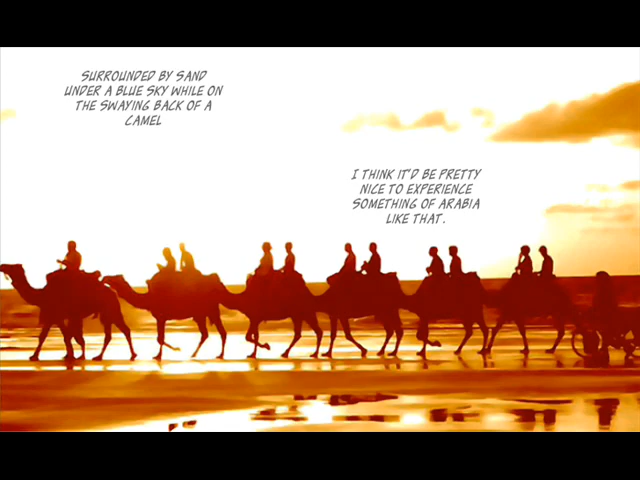 SURROUNDED BY SAND
UNDER A BLUE SKY WHILE ON
THE SWAYING BACK OF A
CAMEL
I THINK IT'D BE PRETTY
NICE TO EXPERIENCE
SOMETHING OF ARABIA
LIKE THAT.